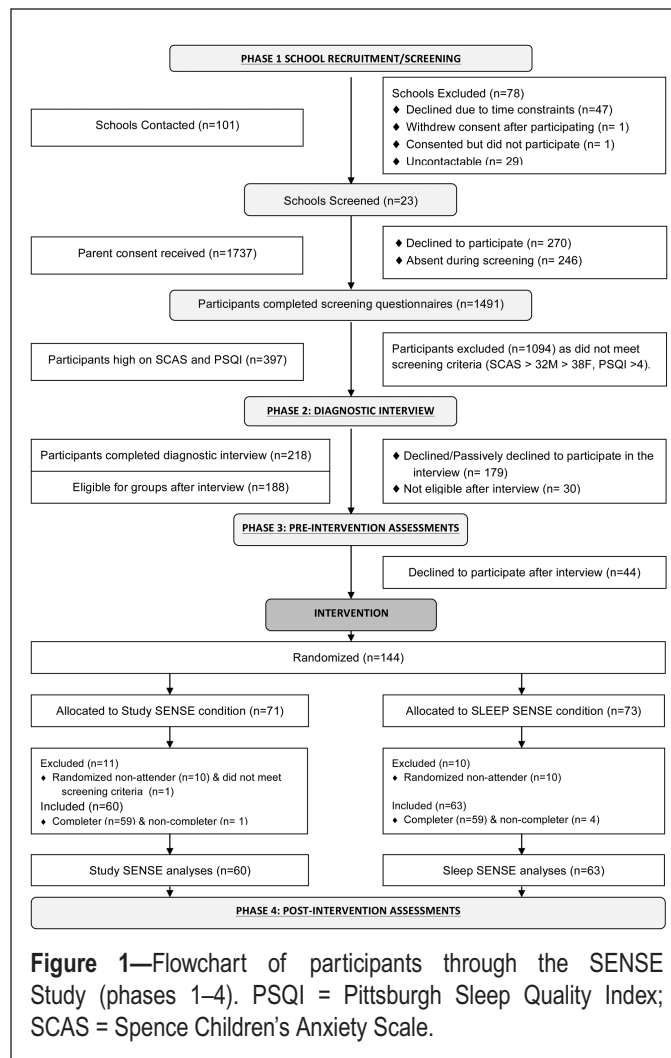 PHASE 1 SCHOOL RECRUITMENT/SCREENING
Schools Contacted (n=101)
Schools Excluded (n=78)
♦ Declined due to time constraints (n=47)
♦ Withdrew consent after participating (n= 1)
♦ Consented but did not participate (n= 1)
♦ Uncontactable (n= 29)
Schools Screened (n=23)
Parent consent received (n=1737)
♦ Declined to participate (n= 270)
♦ Absent during screening (n= 246)
Participants completed screening questionnaires (n=1491)
Participants high on SCAS and PSQI (n=397)
Participants excluded (n=1094) as did not meet
screening criteria (SCAS > 32M > 38F, PSQI >4).
PHASE 2: DIAGNOSTIC INTERVIEW
Participants completed diagnostic interview (n=218)
Eligible for groups after interview (n=188)
♦ Declined/Passively declined to participate in the
interview (n= 179)
♦ Not eligible after interview (n= 30)
PHASE 3: PRE-INTERVENTION ASSESSMENTS
Declined to participate after interview (n=44)
INTERVENTION
Randomized (n=144)
Allocated to Study SENSE condition (n=71)
Allocated to SLEEP SENSE condition (n=73)
Excluded (n=11)
♦ Randomized non-attender (n=10) & did not meet
screening criteria (n=1)
Included (n=60)
♦ Completer (n=59) & non-completer (n= 1)
Excluded (n=10)
♦ Randomized non-attender (n=10)
Included (n=63)
♦ Completer (n=59) & non-completer (n= 4)
Study SENSE analyses (n=60)
Sleep SENSE analyses (n=63)
PHASE 4: POST-INTERVENTION ASSESSMENTS
Figure 1—Flowchart of participants through the SENSE
Study (phases 1–4). PSQI = Pittsburgh Sleep Quality Index;
SCAS = Spence Children's Anxiety Scale.